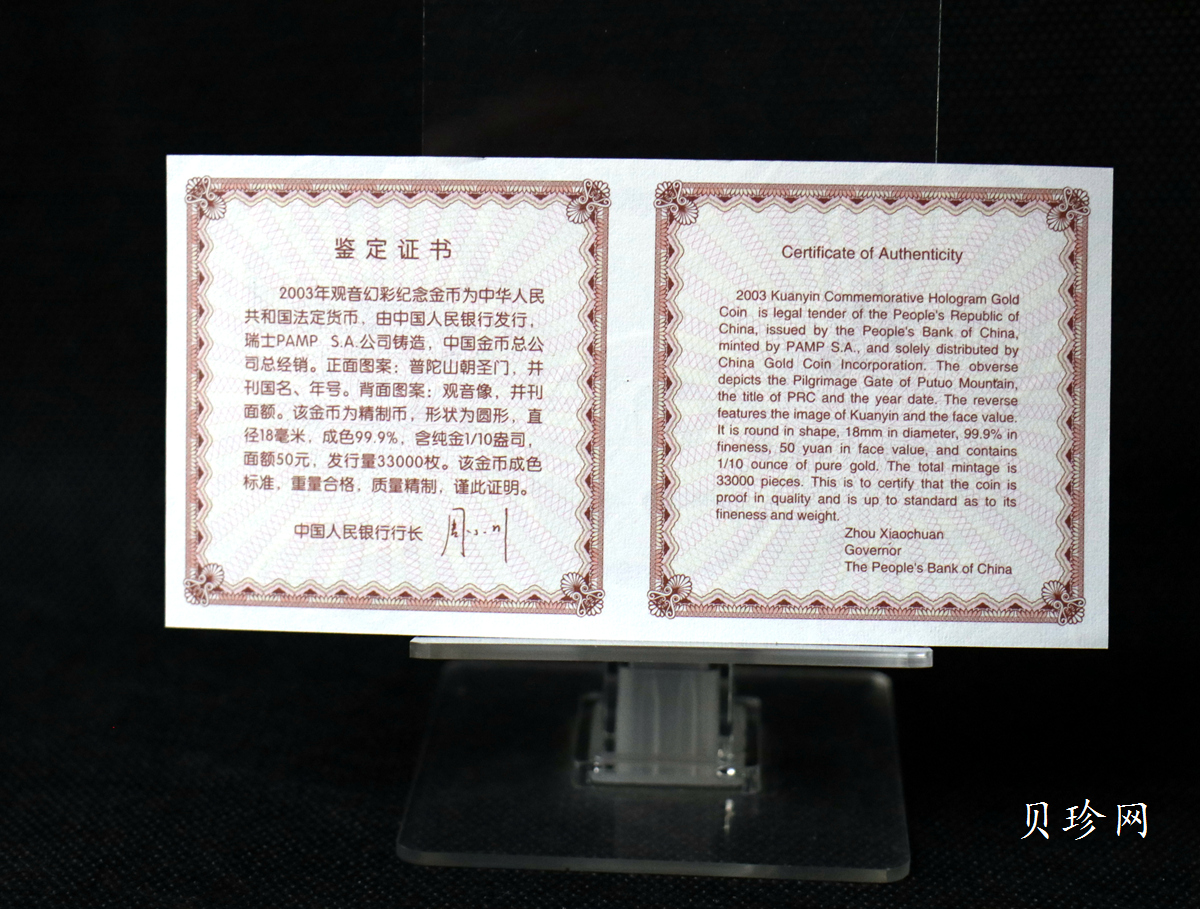 鉴定证书
2003年观音幻彩纪念金币为中华人民
共和国法定货币，由中国人民银行发行，
瑞士PAMP S.A.公司铸造，中国金币总公
司总经销。正面图案：普陀山朝圣门，并
刊国名、年号。背面图案：观音像，并刊
面额。该金币为精制币，形状为圆形，直
径18毫米，成色99.9%，含纯金1/10盎司，
面额50元，发行量33000枚。该金币成色
标准，重量合格，质量精制，谨此证明。
中国人民银行行长
Certificate of Authenticity
2003 Kuanyin Commemorative Hologram Gold
Coin is legal tender of the People's Republic of
China, issued by the People's Bank of China,
minted by PAMP S.A., and solely distributed by
China Gold Coin Incorporation. The obverse
depicts the Pilgrimage Gate of Putuo Mountain,
the title of PRC and the year date. The reverse
features the image of Kuanyin and the face value.
It is round in shape, 18mm in diameter, 99.9% in
fineness, 50 yuan in face value, and contains
1/10 ounce of pure gold. The total mintage is
33000 pieces. This is to certify that the coin is
proof in quality and is up to standard as to its
fineness and weight.
Zhou Xiaochuan
Governor
The People's Bank of China
贝珍网